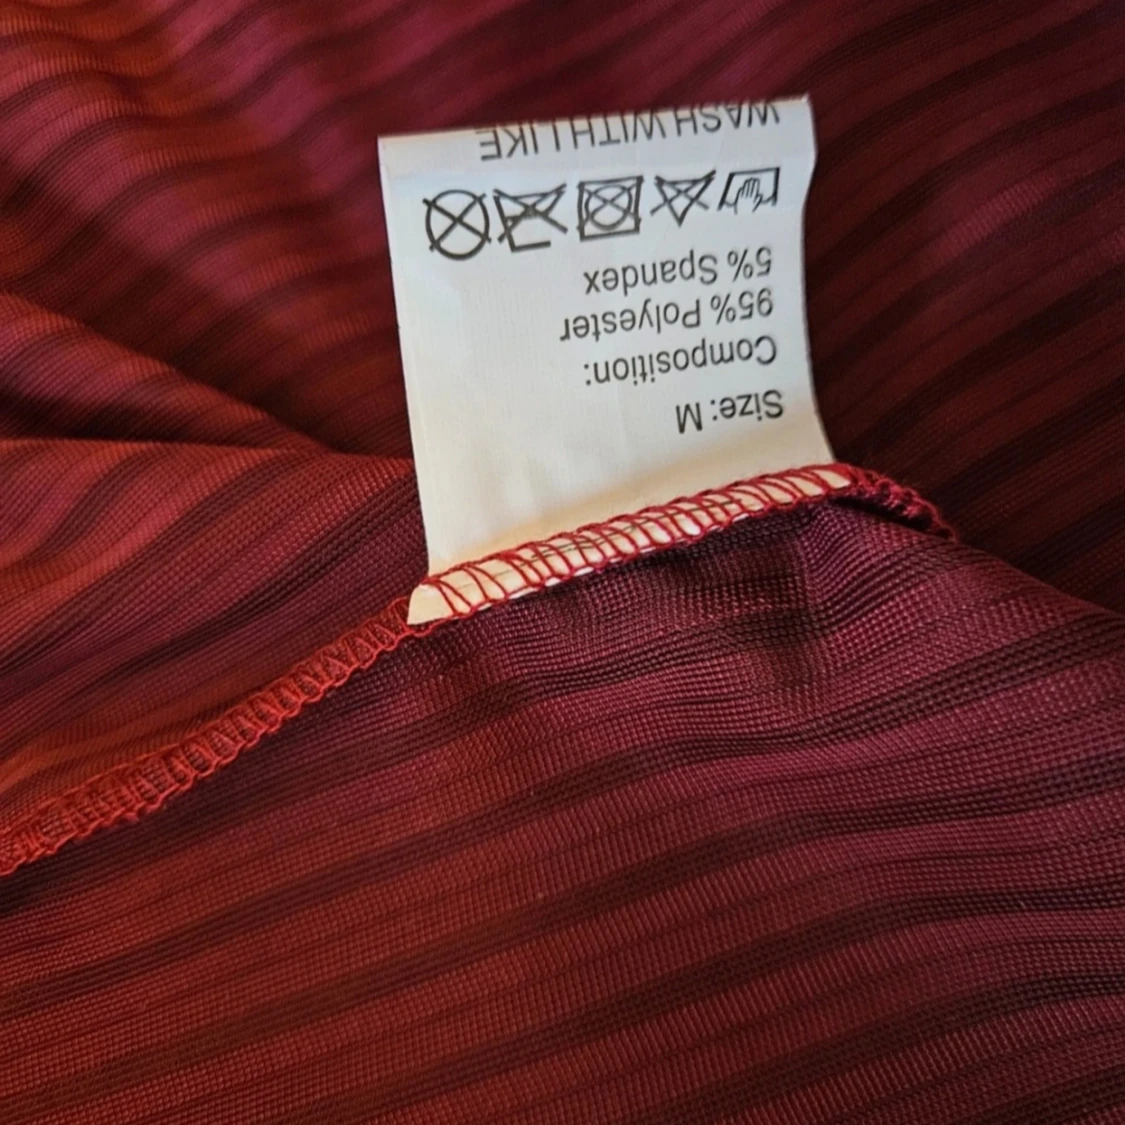 Size: M
Composition:
95% Polyester
5% Spandex
WASH WITH LIKE